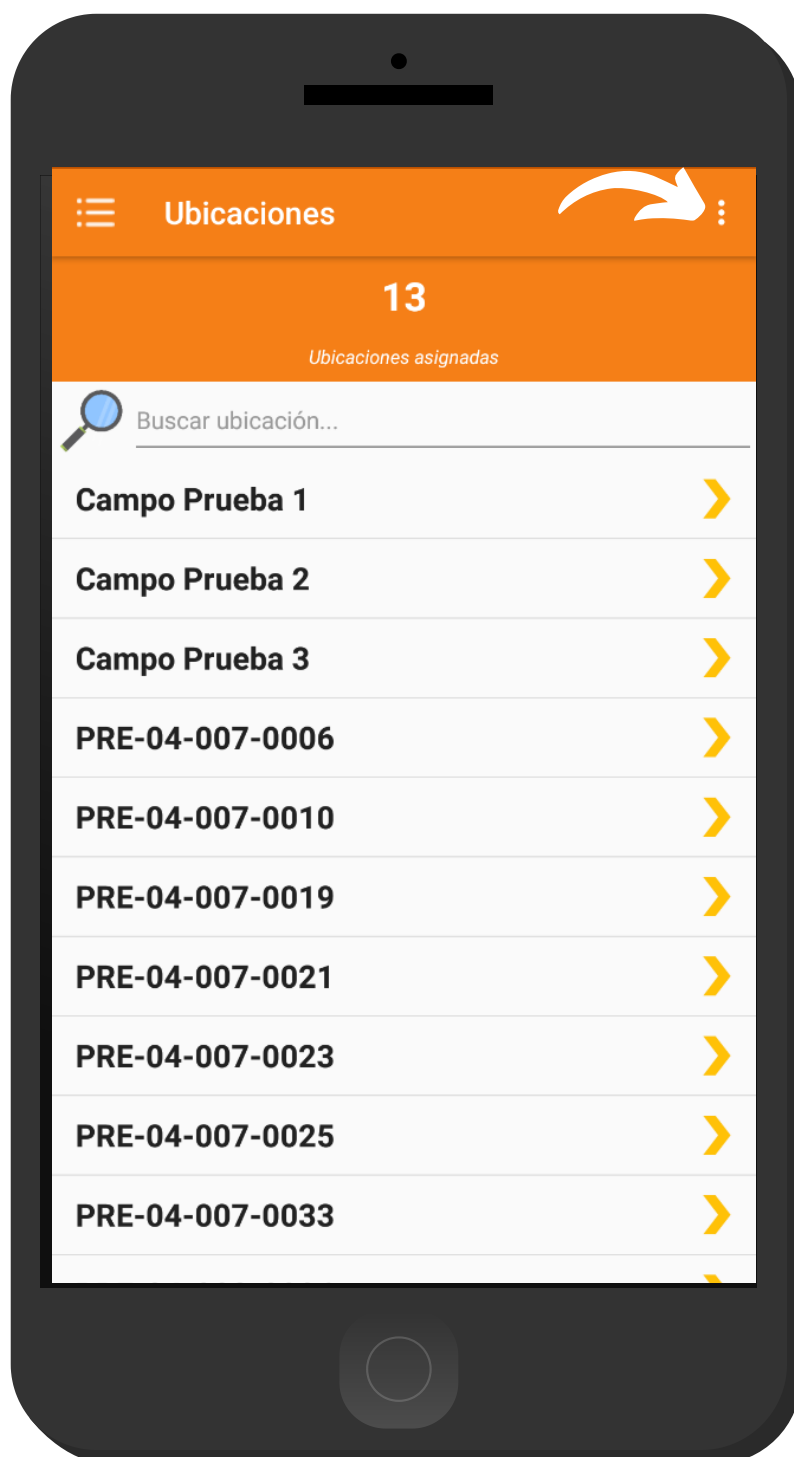 Ubicaciones
13
Ubicaciones asignadas
Buscar ubicación...
Campo Prueba 1
Campo Prueba 2
Campo Prueba 3
PRE-04-007-0006
PRE-04-007-0010
PRE-04-007-0019
PRE-04-007-0021
PRE-04-007-0023
PRE-04-007-0025
PRE-04-007-0033